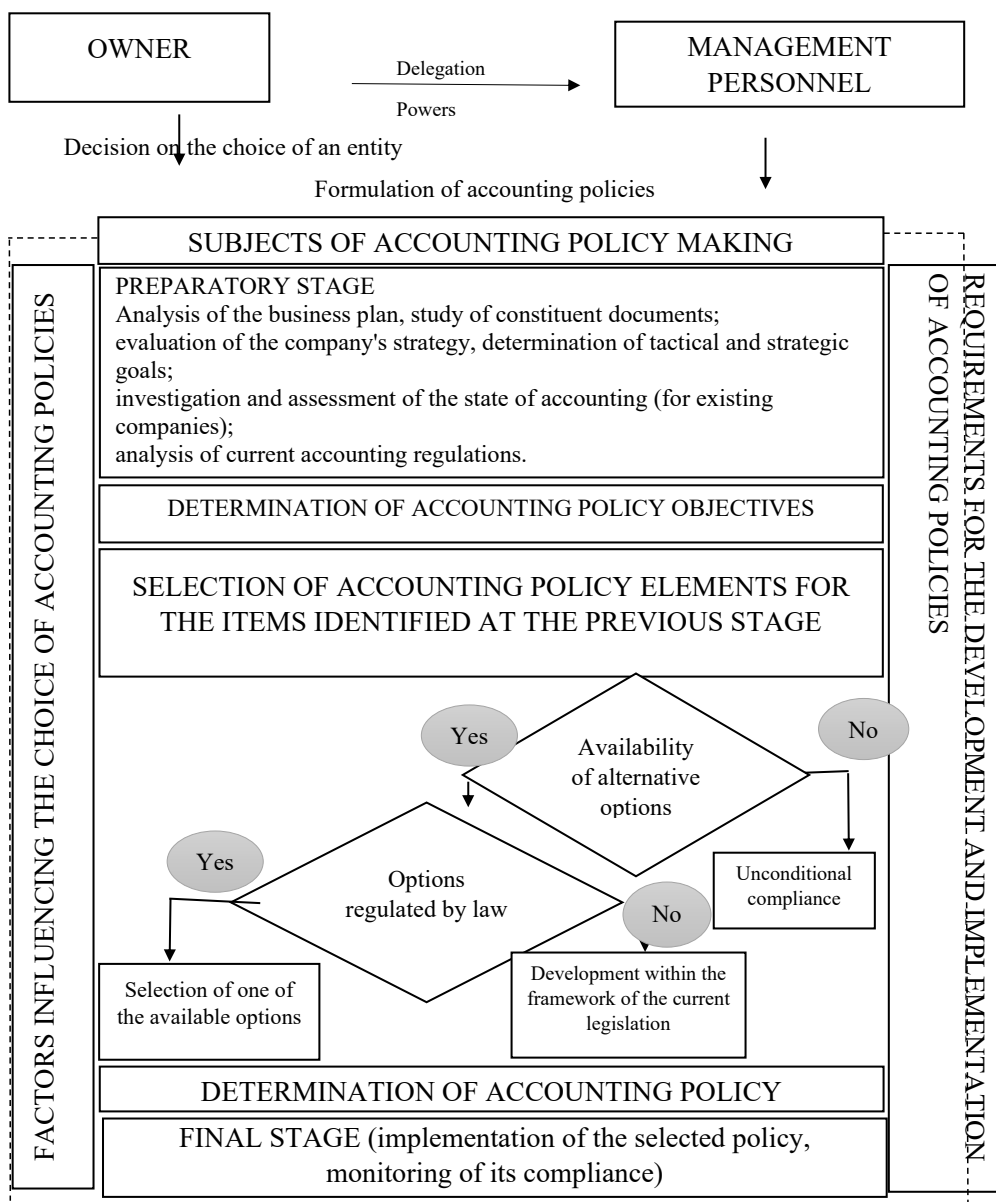 OWNER
MANAGEMENT
PERSONNEL
Delegation
Powers
Decision on the choice of an entity
Formulation of accounting policies
SUBJECTS OF ACCOUNTING POLICY MAKING
FACTORS INFLUENCING THE CHOICE OF ACCOUNTING POLICIES
PREPARATORY STAGE
Analysis of the business plan, study of constituent documents;
evaluation of the company's strategy, determination of tactical and strategic
goals;
investigation and assessment of the state of accounting (for existing
companies);
analysis of current accounting regulations.
REQUIREMENTS FOR THE DEVELOPMENT AND IMPLEMENTATION
OF ACCOUNTING POLICIES
DETERMINATION OF ACCOUNTING POLICY OBJECTIVES
SELECTION OF ACCOUNTING POLICY ELEMENTS FOR
THE ITEMS IDENTIFIED AT THE PREVIOUS STAGE
Yes
Availability
of alternative
options
No
Yes
Options
regulated by law
No
Unconditional
compliance
Selection of one of
the available options
Development within the
framework of the current
legislation
DETERMINATION OF ACCOUNTING POLICY
FINAL STAGE (implementation of the selected policy,
monitoring of its compliance)